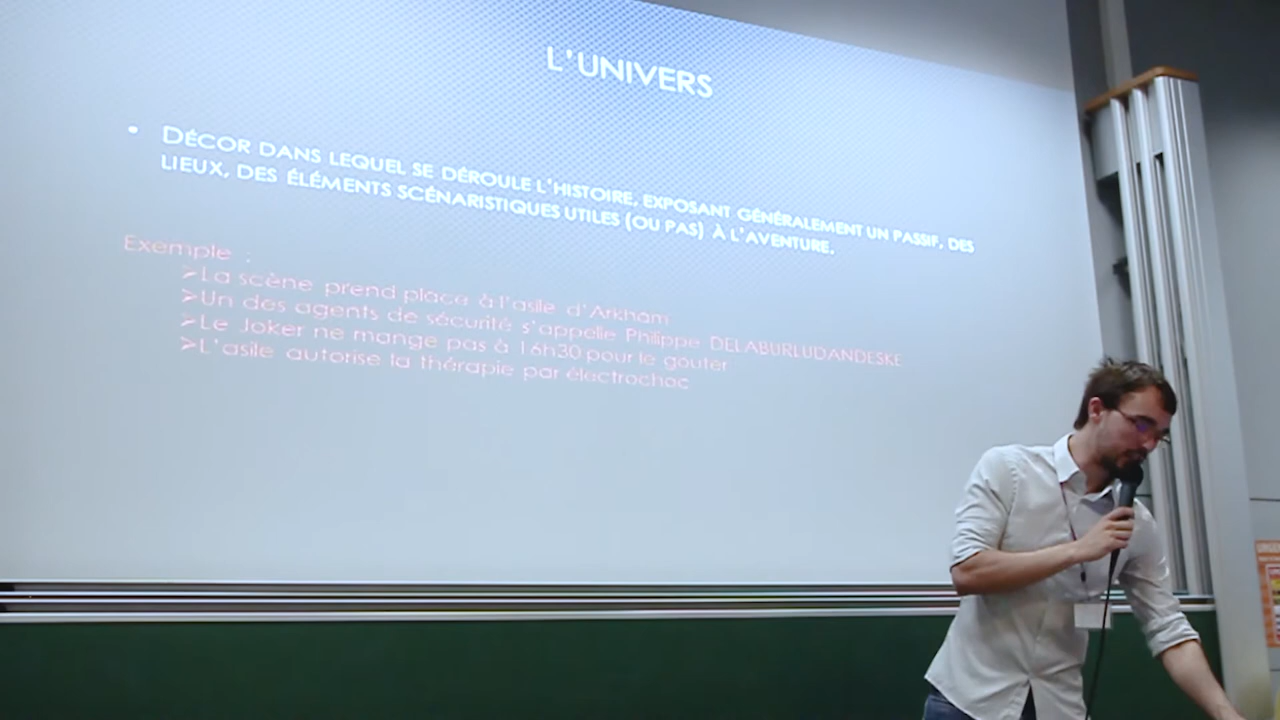 L'UNIVERS
• DÉCOR DANS LEQUEL SE DÉROULE L'HISTOIRE, EXPOSANT GÉNÉRALEMENT UN PASSIF, DES
LIEUX, DES ÉLÉMENTS SCÉNARISTIQUES UTILES (OU PAS) À L'AVENTURE.
Exemple :
➢La scène prend place à l'asile d'Arkham
➢Un des agents de sécurité s'appelle Philippe DELABURLUDANDESKE
➢Le Joker ne mange pas à 16h30 pour le gouter
➢L'asile autorise la thérapie par électrochoc